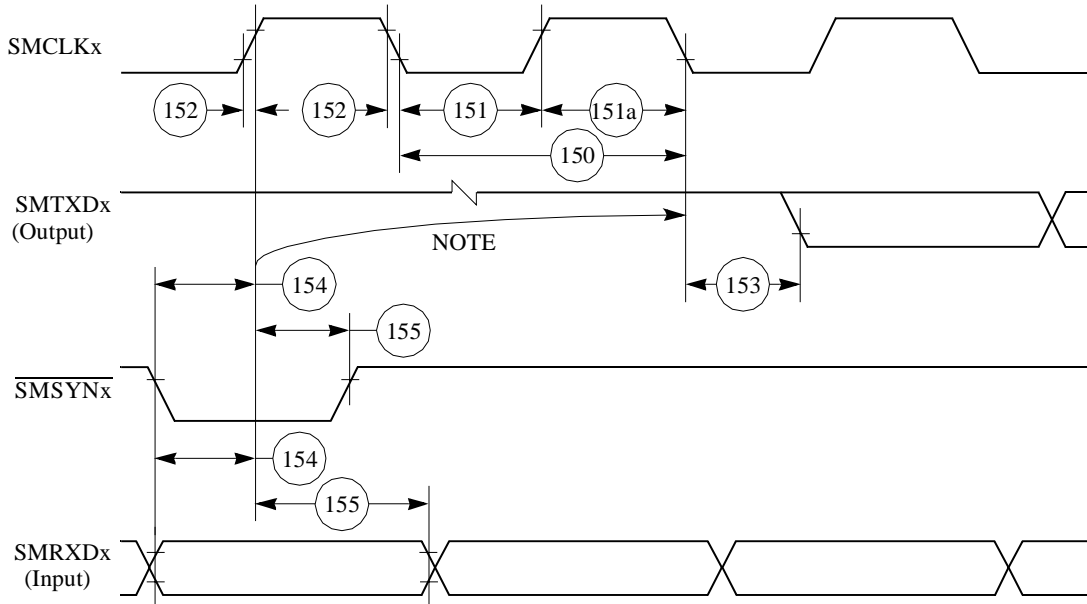 SMCLKx
152
152
151
151a
150
SMTXDx
(Output)
NOTE
154
153
155
SMSYNx
154
155
SMRXDx
(Input)